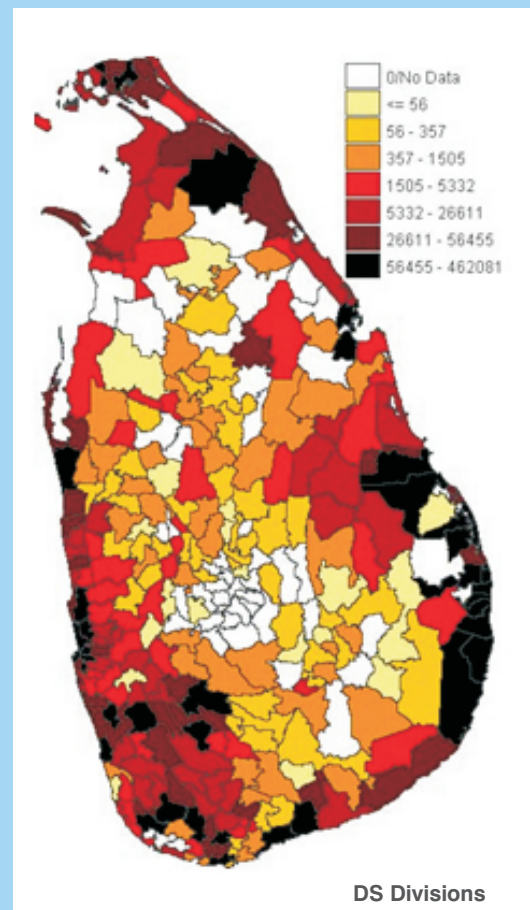 0/No Data
<= 56
56 - 357
357 - 1505
1505 - 5332
5332 - 26611
26611 - 56455
56455 - 462081
DS Divisions